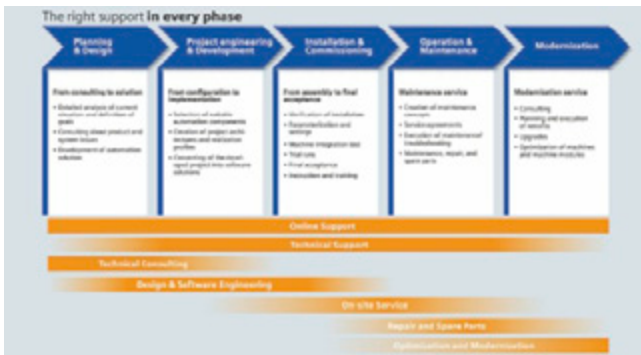 The right support in every phase
Planning
& Design
Project engineering
& Development
Installation &
Commissioning
Operation &
Maintenance
Modernization
From consulting to solution
• Detailed analysis of current
situation and definition of
goals
• Consulting about product and
system issues
• Development of automation
solution
From configuration to
implementation
• Selection of suitable
automation components
• Creation of project
and
profiles
• Converting of the
project into software
solutions
From assembly to final
acceptance
• Verification of installation
• Parameterization and
settings
• Machine integration test
• Trial runs
• Final acceptance
• Instruction and training
Maintenance service
• Creation of maintenance
concepts
• Service agreements
• Execution of maintenance/
troubleshooting
• Maintenance, repair, and
spare parts
Modernization service
• Consulting
• Planning and execution
of retrofits
• Upgrades
• Optimization of machines
and machine modules
Online Support
Technical Support
Technical Consulting
Design & Software Engineering
On-site Service
Repair and Spare Parts
Optimization and Modernization